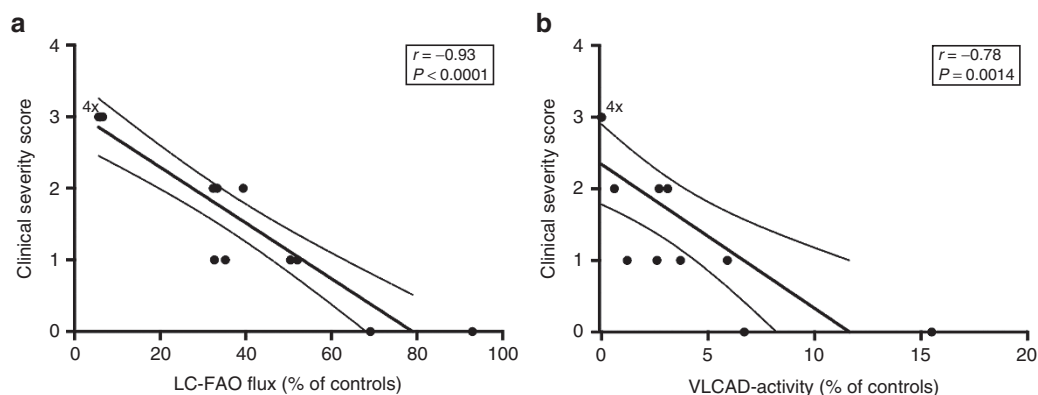 a
4
3
2
1
0
Clinical severity score
4x
r = −0.93
P < 0.0001
0 20 40 60 80 100
LC-FAO flux (% of controls)
b
4
3
2
1
0
Clinical severity score
4x
r = −0.78
P = 0.0014
0 5 10 15 20
VLCAD-activity (% of controls)